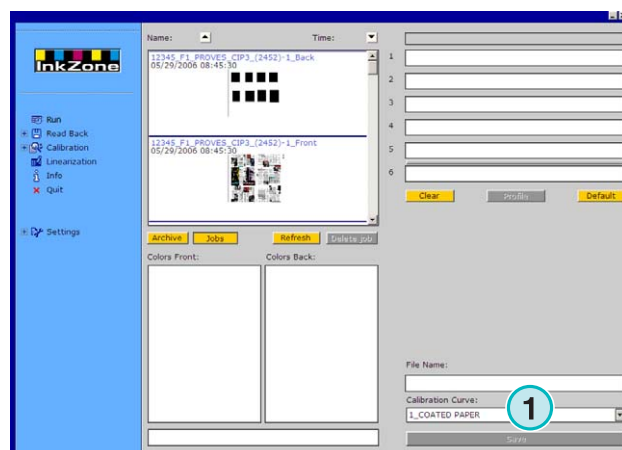 InkZone
Run
Read Back
Calibration
Linearization
Info
Quit
Settings
Name:
Time:
12345_F1_PROVES_CIP3_(2452)-1_Back
05/29/2006 08:45:30
12345_F1_PROVES_CIP3_(2452)-1_Front
05/29/2006 08:45:30
Archive
Jobs
Refresh
Delete job
Colors Front:
Colors Back:
1
2
3
4
5
6
Clear
Profile
Default
File Name:
Calibration Curve:
1_COATED PAPER
1
Save